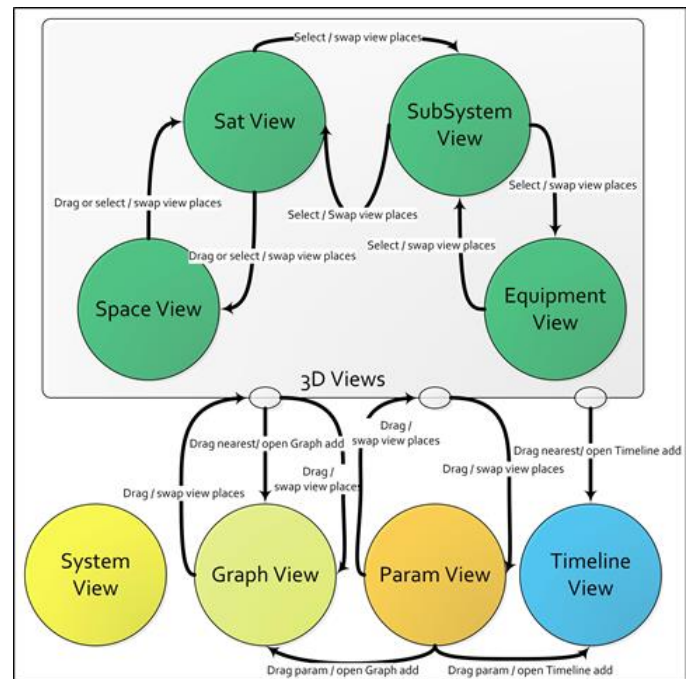 Select / swap view places
Sat View
SubSystem
View
Select / swap view places
Drag or select / swap view places
Select / Swap view places
Select / swap view places
Drag or select / swap view places
Space View
Equipment
View
3D Views
Drag nearest/ open Graph add
Drag /
swap view places
Drag nearest/ open Timeline add
Drag / swap view places
Drag /
swap view places
Drag / swap view places
System
View
Graph View
Param View
Timeline
View
Drag param / open Graph add
Drag param / open Timeline add